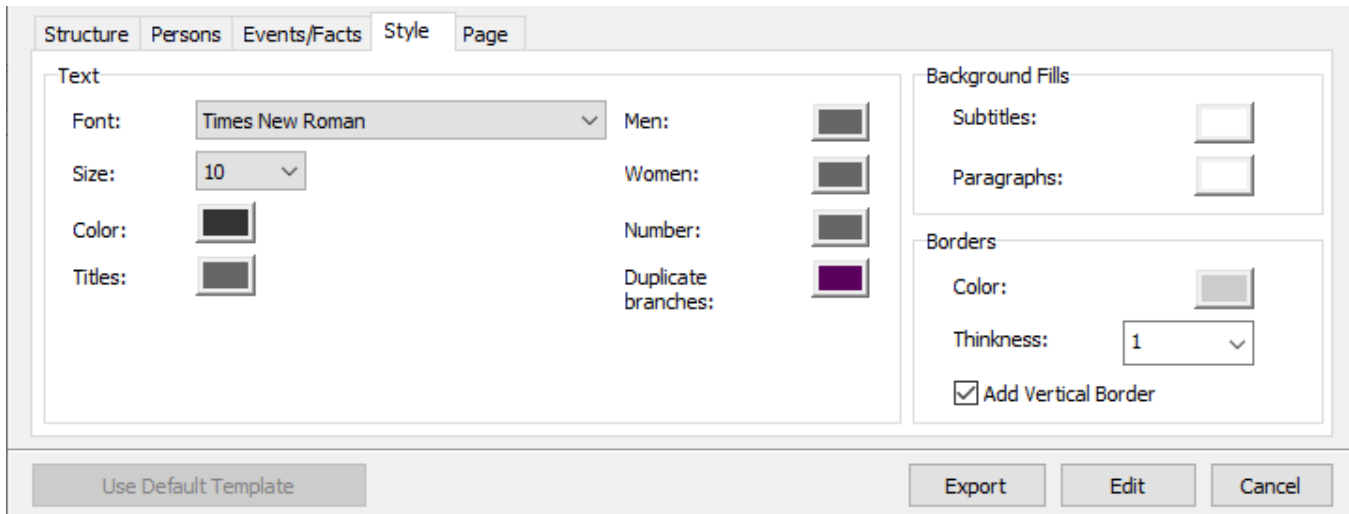 Structure Persons Events/Facts Style Page
Text
Font: Times New Roman
Size: 10
Color:
Titles:
Men:
Women:
Number:
Duplicate
branches:
Background Fills
Subtitles:
Paragraphs:
Borders
Color:
Thinkness: 1
Add Vertical Border
Use Default Template Export Edit Cancel